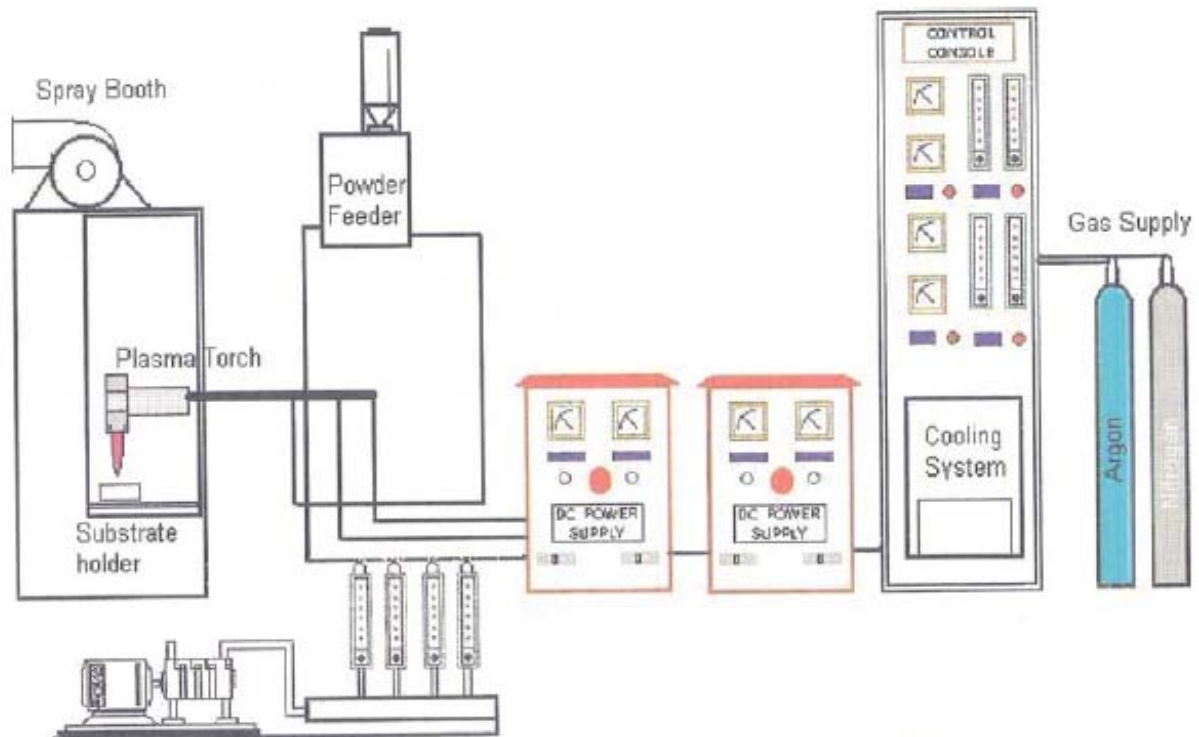 CONTROL
CONSOLE
Spray Booth
Powder
Feeder
Gas Supply
Plasma Torch
Argon
Nitrogen
Cooling
System
DC POWER
SUPPLY
DC POWER
SUPPLY
Substrate
holder